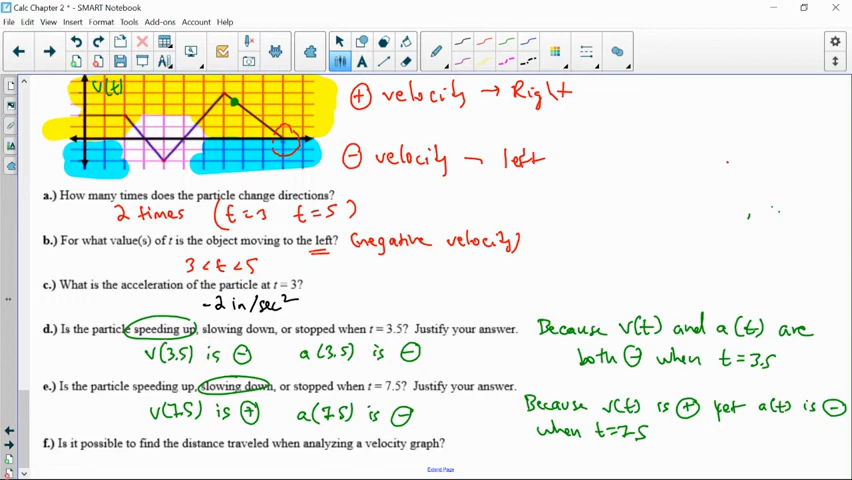 Calc Chapter 2 * - SMART Notebook
File Edit View Insert Format Tools Add-ons Account Help
v(t)
+ velocity → Right
- velocity → left
a.) How many times does the particle change directions?
2 times (t=3 t=5)
b.) For what value(s) of t is the object moving to the left? (negative velocity)
3 < t < 5
c.) What is the acceleration of the particle at t = 3?
-2 in/sec²
d.) Is the particle speeding up, slowing down, or stopped when t = 3.5? Justify your answer.
v(3.5) is - a(3.5) is -
Because v(t) and a(t) are
both - when t=3.5
e.) Is the particle speeding up, slowing down, or stopped when t = 7.5? Justify your answer.
v(7.5) is + a(7.5) is -
Because v(t) is + yet a(t) is -
when t=7.5
f.) Is it possible to find the distance traveled when analyzing a velocity graph?
Extend Page